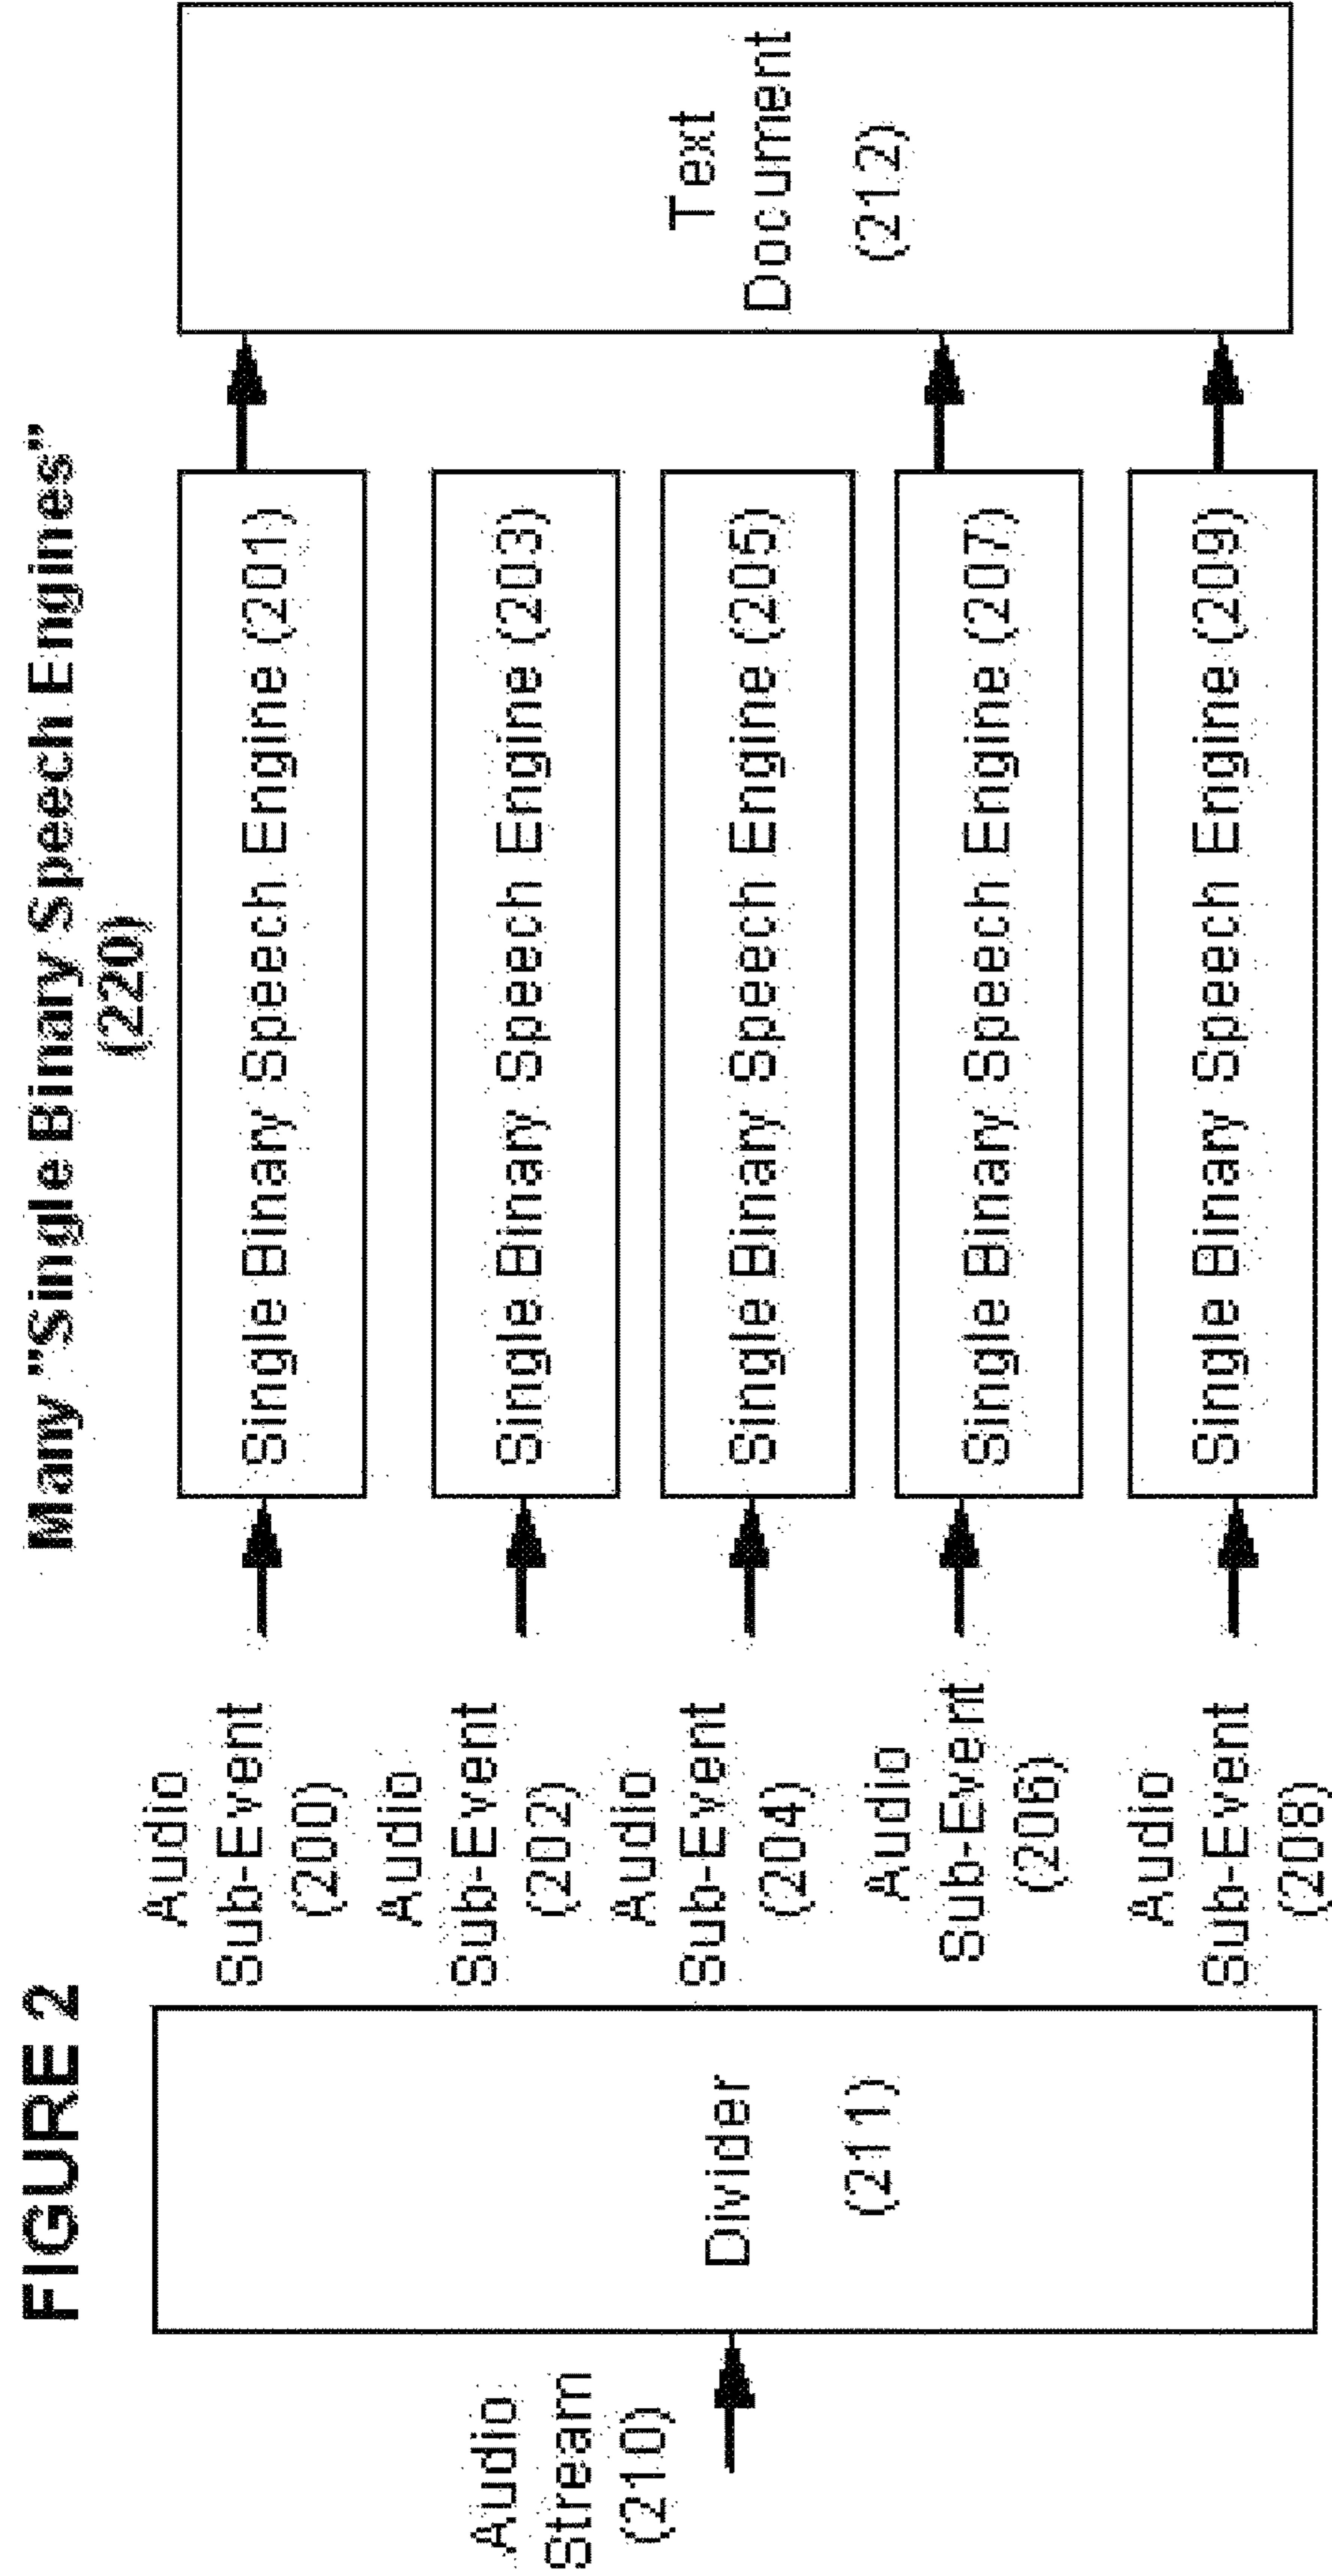 FIGURE 2
Many "Single Binary Speech Engines"
(220)
Audio
Stream
(210)
Divider
(211)
Audio
Sub-Event
(200)
Audio
Sub-Event
(202)
Audio
Sub-Event
(204)
Audio
Sub-Event
(206)
Audio
Sub-Event
(208)
Single Binary Speech Engine (201)
Single Binary Speech Engine (203)
Single Binary Speech Engine (205)
Single Binary Speech Engine (207)
Single Binary Speech Engine (209)
Text
Document
(212)